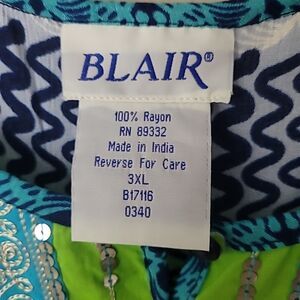 BLAIR®
100% Rayon
RN 89332
Made in India
Reverse For Care
3XL
B17116
0340